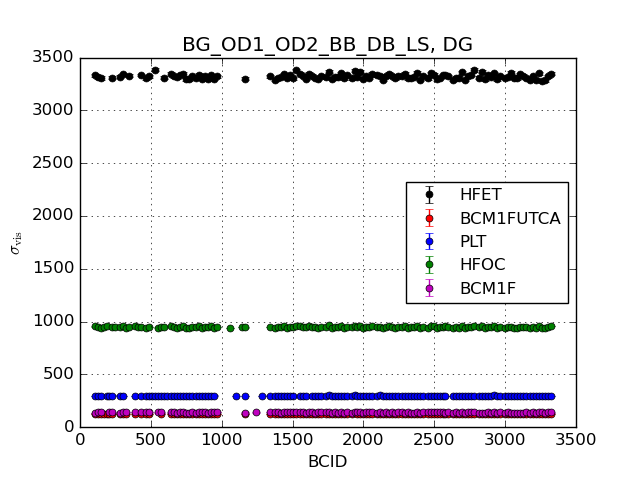 BG_OD1_OD2_BB_DB_LS, DG
3500
3000
2500
2000
1500
1000
500
0
σvis
HFET
BCM1FUTCA
PLT
HFOC
BCM1F
0 500 1000 1500 2000 2500 3000 3500
BCID